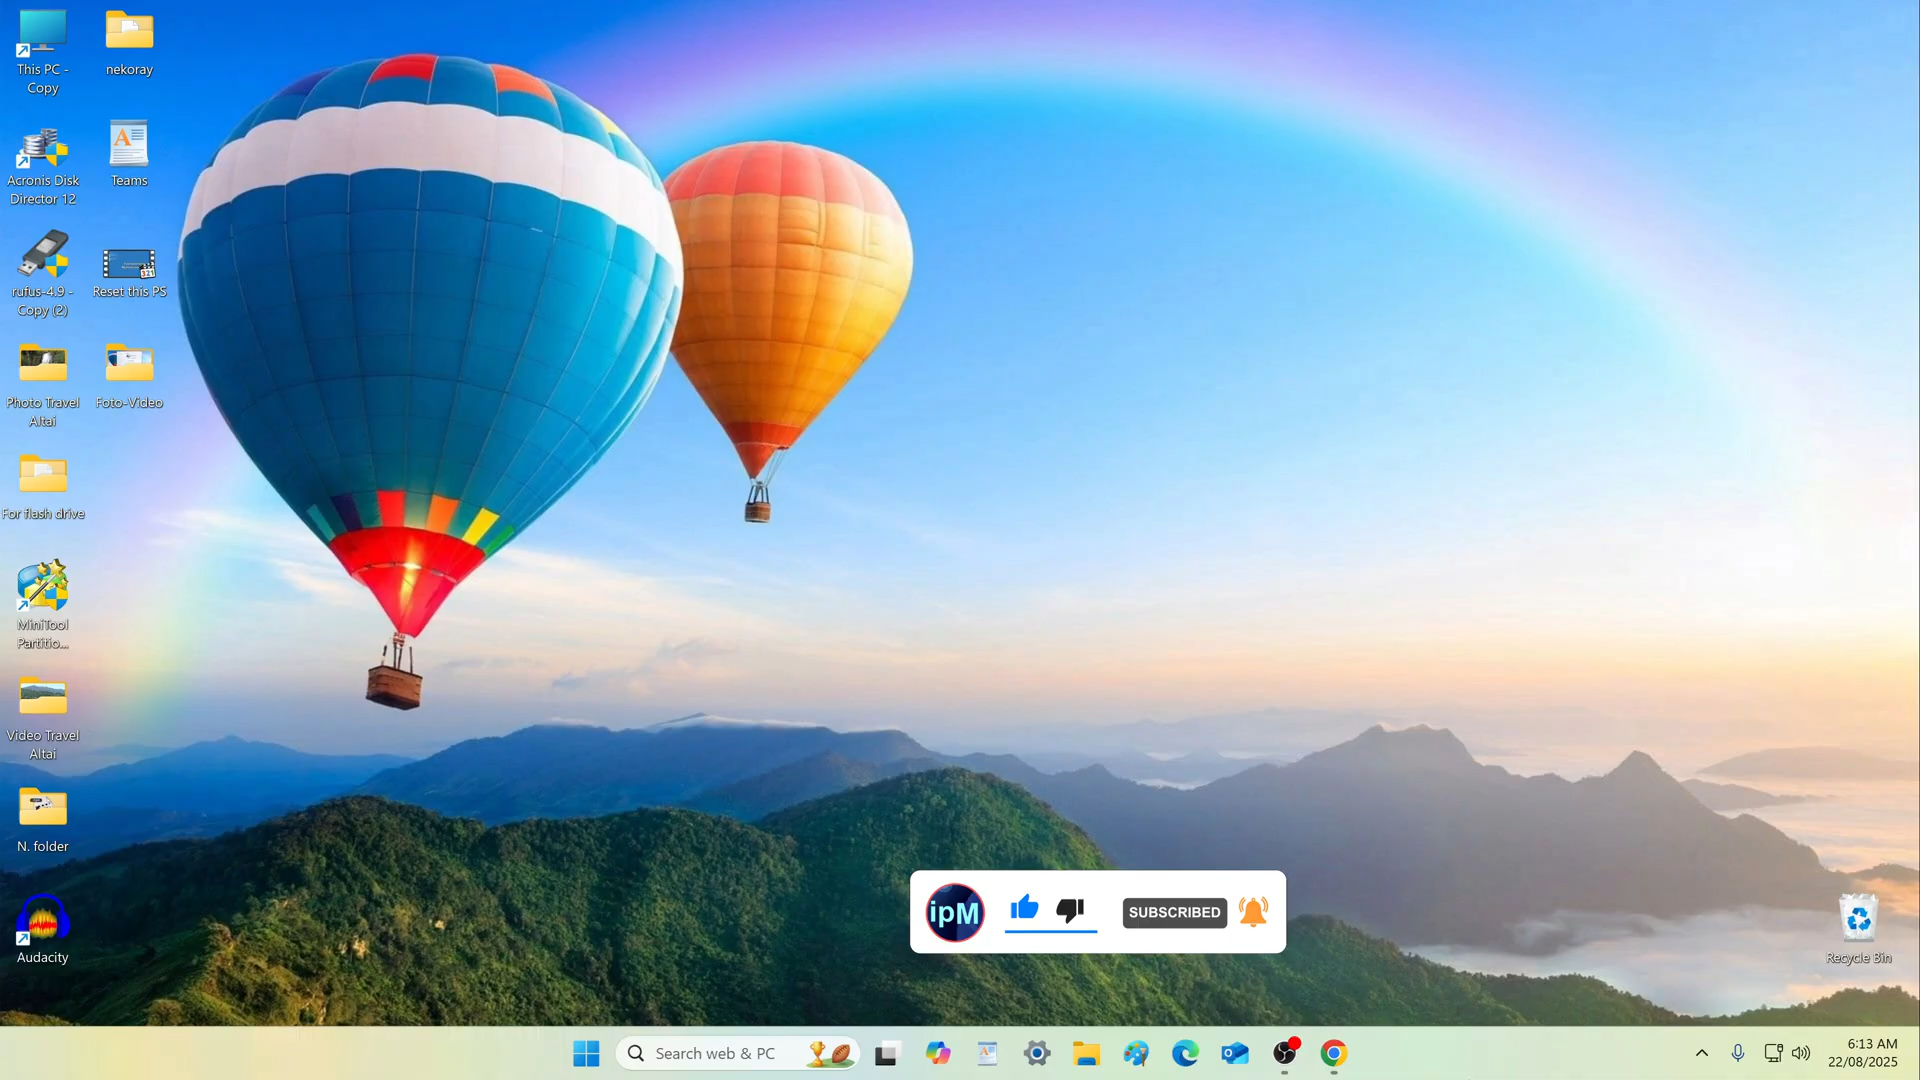 This PC -
Copy
nekoray
Acronis Disk
Director 12
Teams
rufus-4.9 -
Copy (2)
Reset this PS
Photo Travel
Altai
Foto-Video
For flash drive
MiniTool
Partitio...
Video Travel
Altai
N. folder
Audacity
ipM
SUBSCRIBED
Recycle Bin
Search web & PC
6:13 AM
22/08/2025